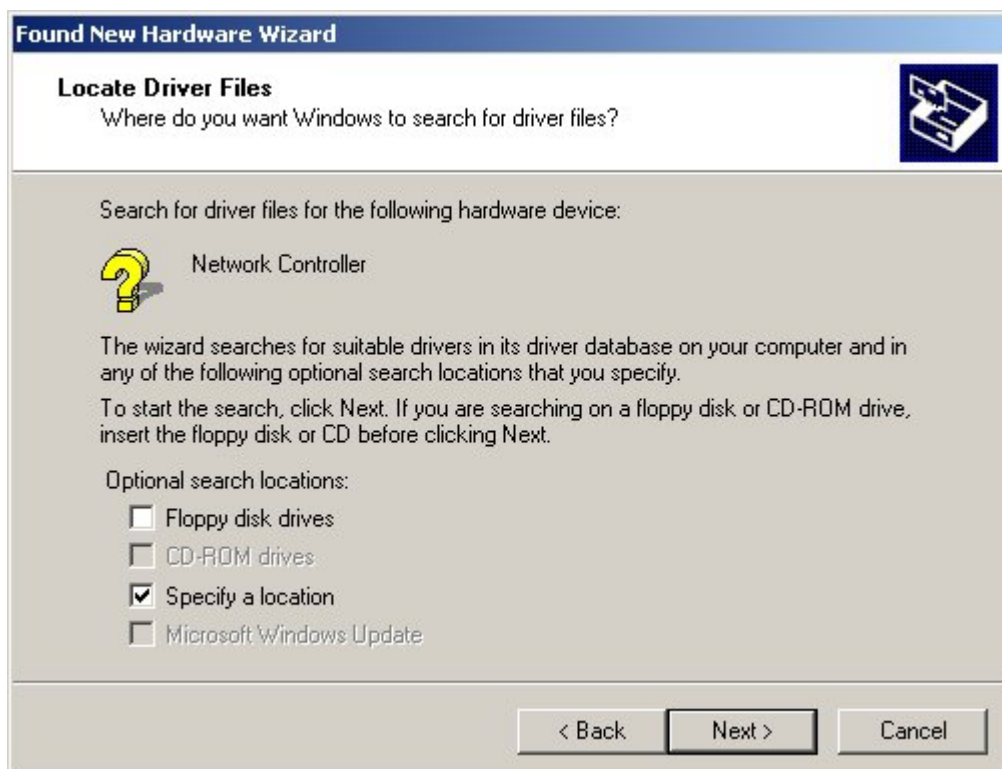 Found New Hardware Wizard
Locate Driver Files
Where do you want Windows to search for driver files?
Search for driver files for the following hardware device:
Network Controller
The wizard searches for suitable drivers in its driver database on your computer and in
any of the following optional search locations that you specify.
To start the search, click Next. If you are searching on a floppy disk or CD-ROM drive,
insert the floppy disk or CD before clicking Next.
Optional search locations:
Floppy disk drives
CD-ROM drives
Specify a location
Microsoft Windows Update
< Back Next > Cancel